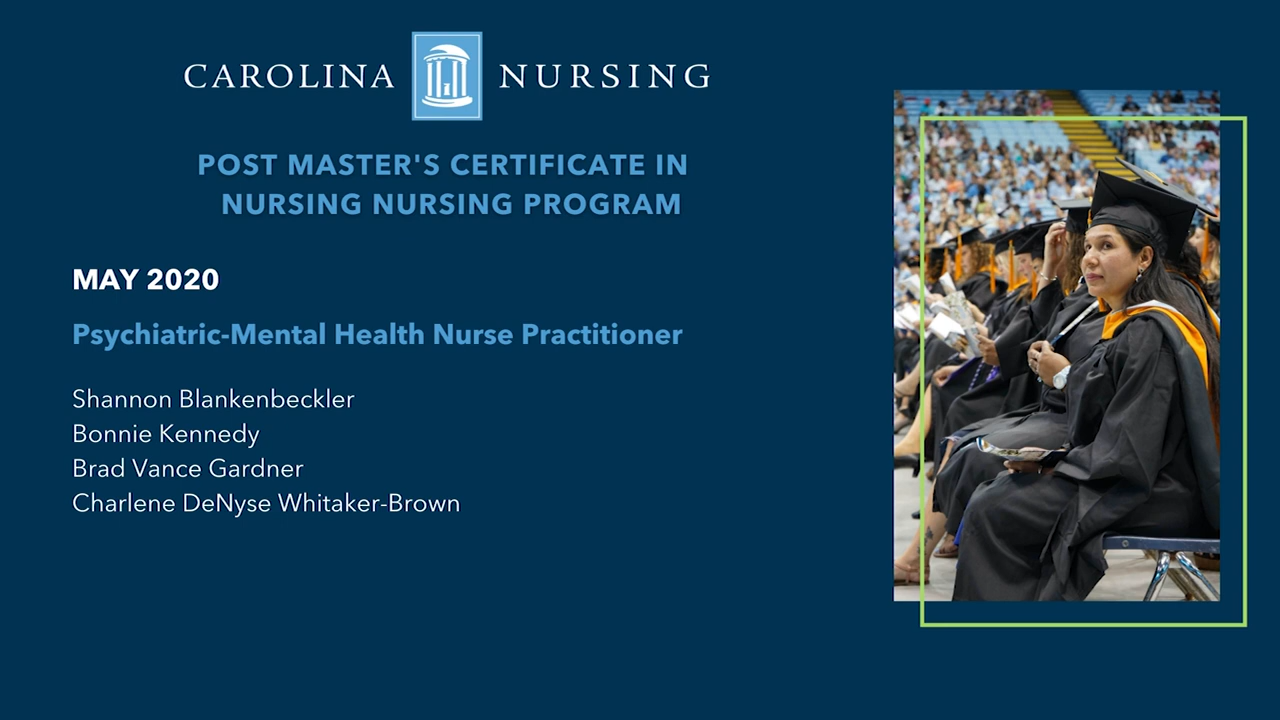 CAROLINA NURSING
POST MASTER'S CERTIFICATE IN
NURSING NURSING PROGRAM
MAY 2020
Psychiatric-Mental Health Nurse Practitioner
Shannon Blankenbeckler
Bonnie Kennedy
Brad Vance Gardner
Charlene DeNyse Whitaker-Brown